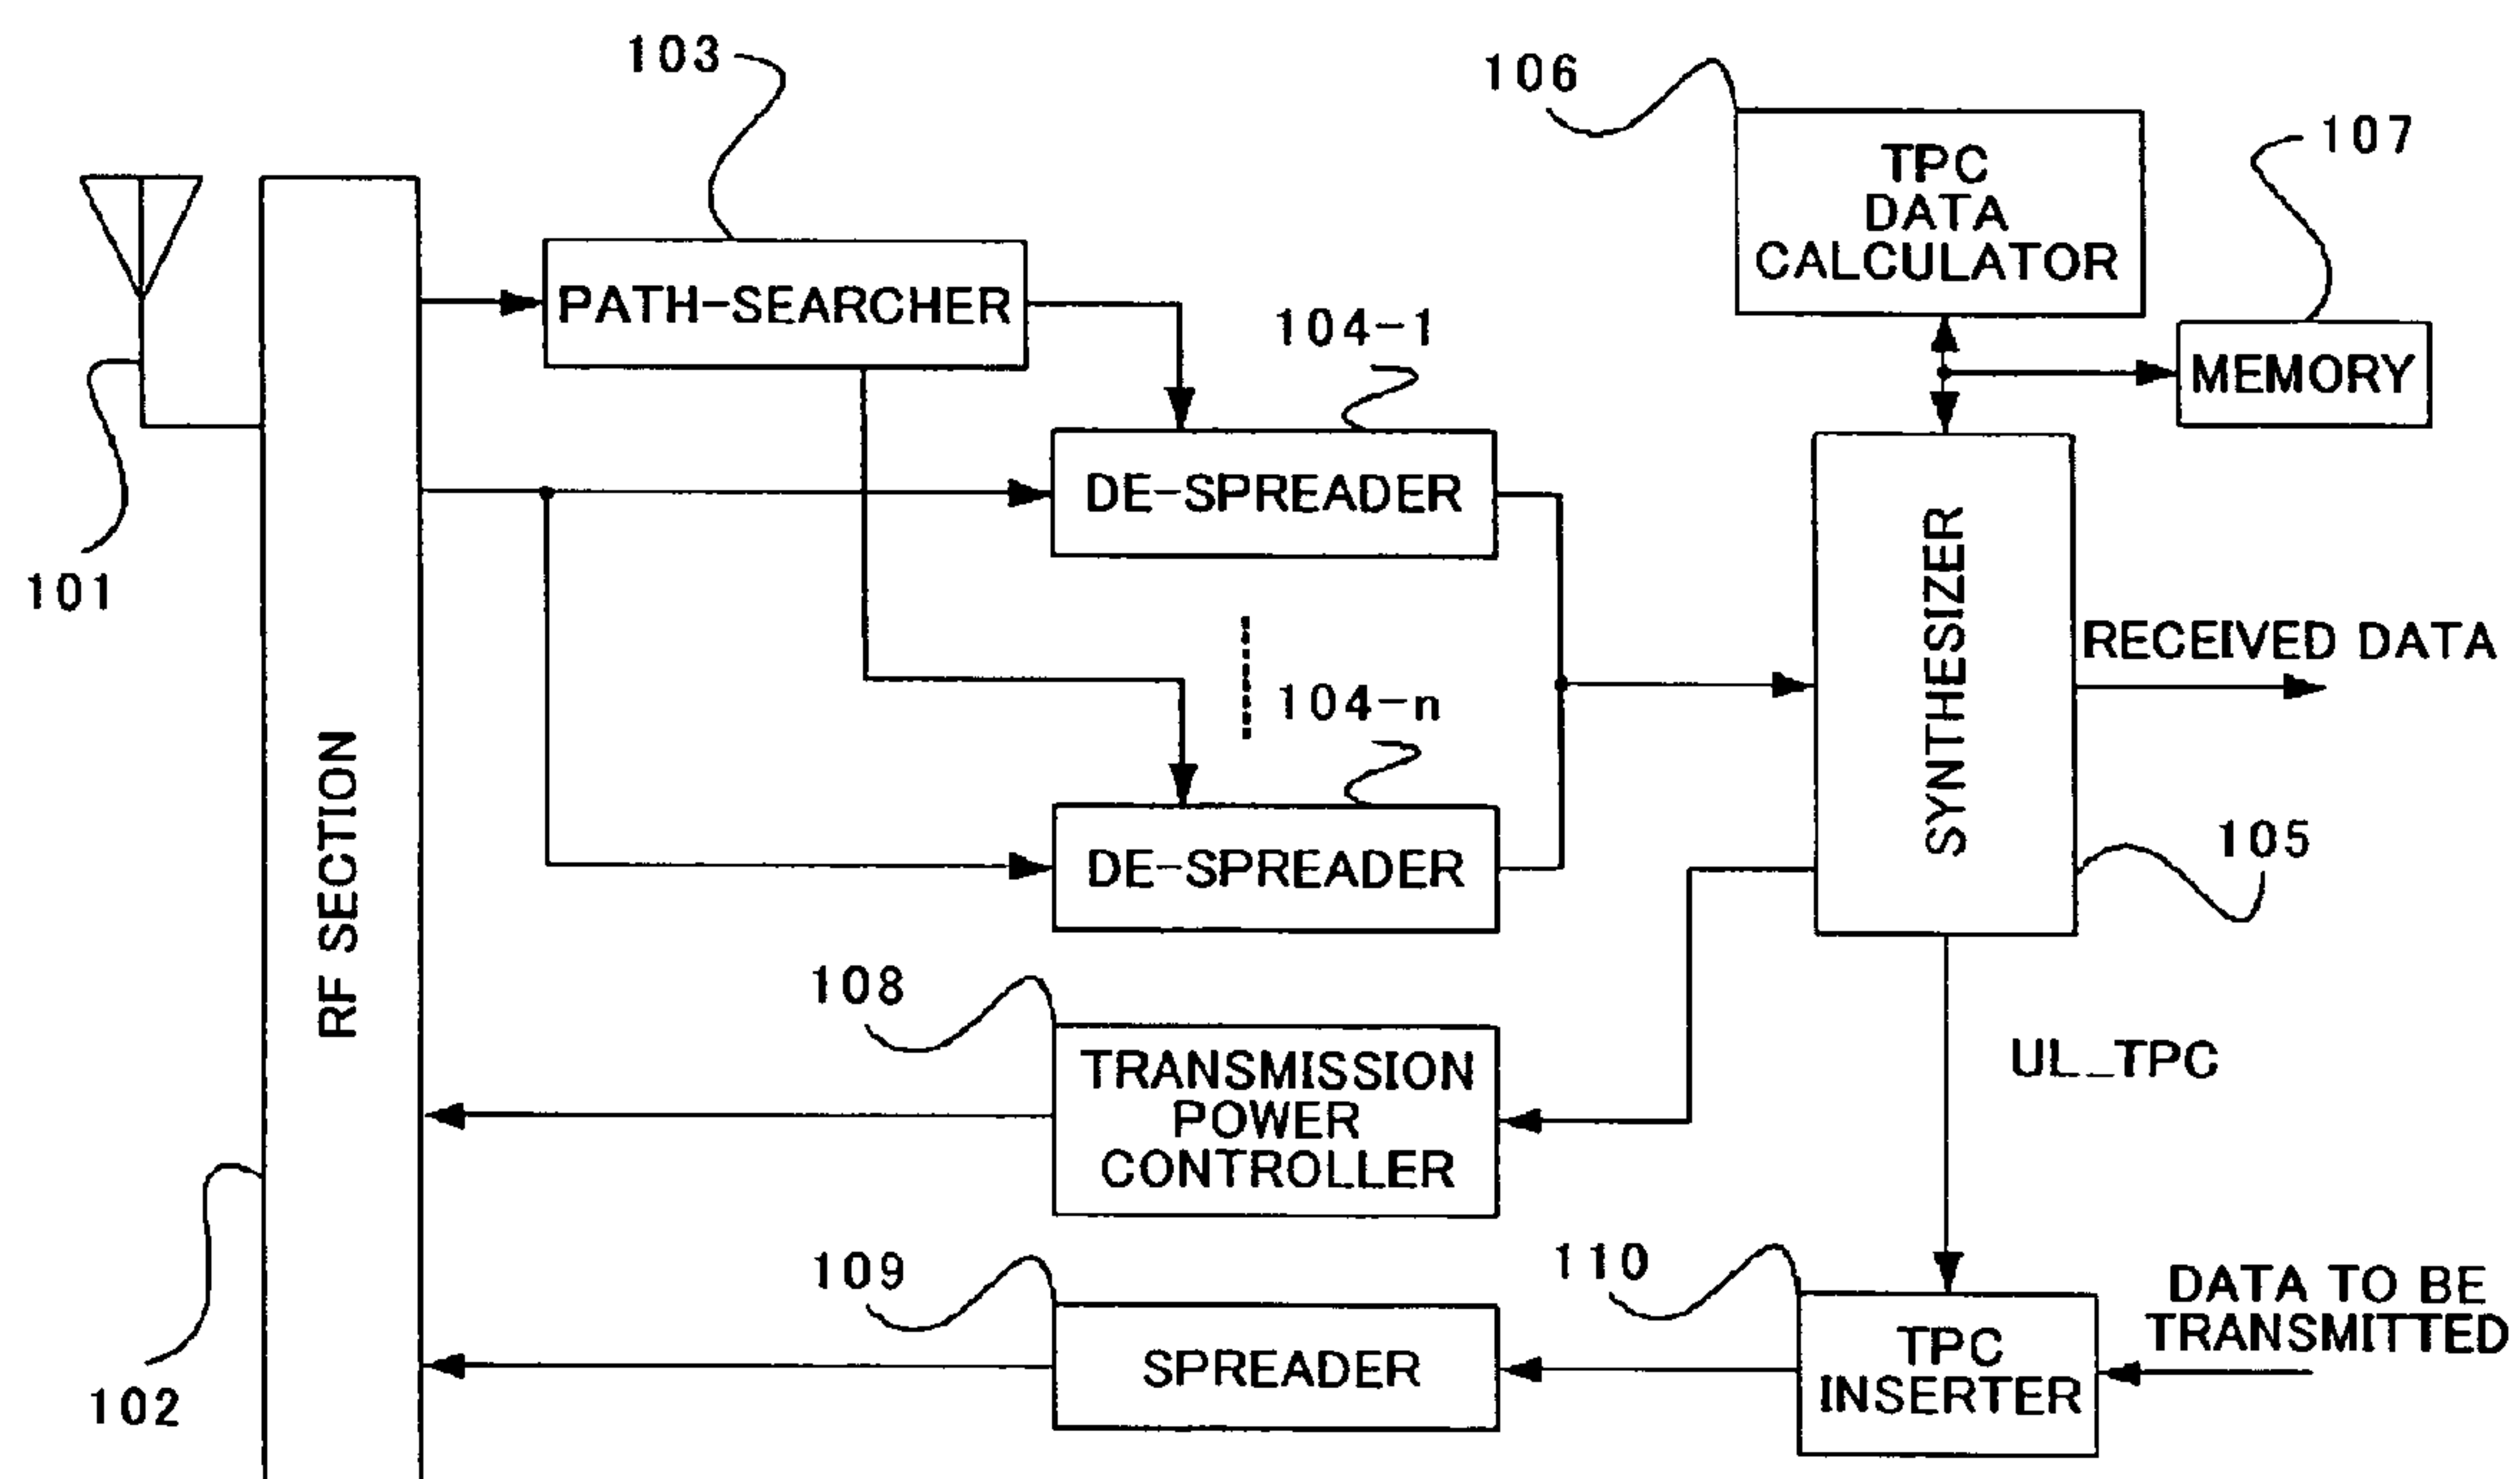 103
106
107
TPC
DATA
CALCULATOR
PATH-SEARCHER
104-1
MEMORY
DE-SPREADER
101
SYNTHESIZER
RECEIVED DATA
104-n
RF SECTION
105
DE-SPREADER
108
UL_TPC
TRANSMISSION
POWER
CONTROLLER
109
110
DATA TO BE
TRANSMITTED
102
SPREADER
TPC
INSERTER